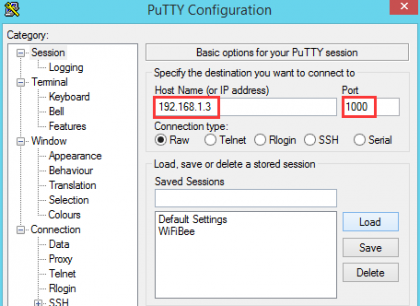 PuTTY Configuration
Category:
Session
Logging
Terminal
Keyboard
Bell
Features
Window
Appearance
Behaviour
Translation
Selection
Colours
Connection
Data
Proxy
Telnet
Rlogin
SSH
Basic options for your PuTTY session
Specify the destination you want to connect to
Host Name (or IP address) Port
192.168.1.3 1000
Connection type:
Raw Telnet Rlogin SSH Serial
Load, save or delete a stored session
Saved Sessions
Default Settings
WiFiBee
Load
Save
Delete